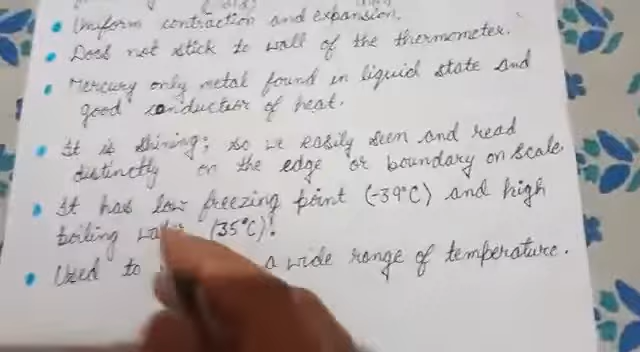 Uniform contraction and expansion.
Does not stick to wall of the thermometer.
Mercury only metal found in liquid state and
good conductor of heat.
It is shining; so we easily seen and read
distinctly on the edge or boundary on scale
It has low freezing point (-39°C) and high
boiling (35°C)!
Used to a wide range of temperature.